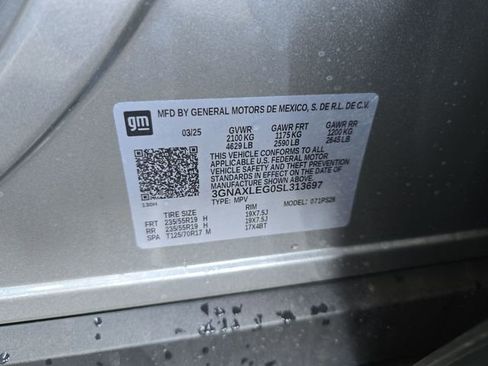 gm
MFD BY GENERAL MOTORS DE MEXICO, S. DE R.L. DE C.V.
03/25 GVWR GAWR FRT GAWR RR
2100 KG 1175 KG 1200 KG
4629 LB 2590 LB 2645 LB
THIS VEHICLE CONFORMS TO ALL
APPLICABLE U.S. FEDERAL MOTOR
VEHICLE SAFETY AND THEFT PREVENTION
STANDARDS IN EFFECT ON THE DATE OF
MANUFACTURE SHOWN ABOVE.
3GNAXLEG0SL313697
TYPE: MPV MODEL:
TIRE SIZE RIM
FRT 235/55R19 H 19X7.5J
RR 235/55R19 H 19X7.5J
SPA T125/70R17 M 17X4BT